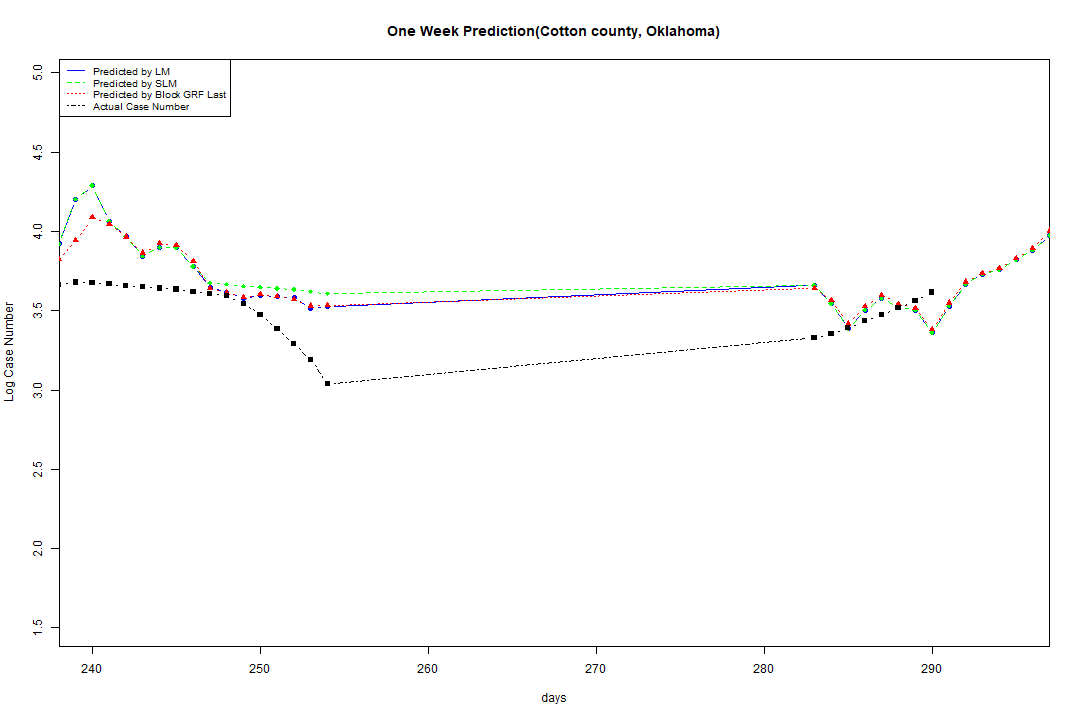 One Week Prediction(Cotton county, Oklahoma)
Predicted by LM
Predicted by SLM
Predicted by Block GRF Last
Actual Case Number
Log Case Number
5.0
4.5
4.0
3.5
3.0
2.5
2.0
1.5
240 250 260 270 280 290
days